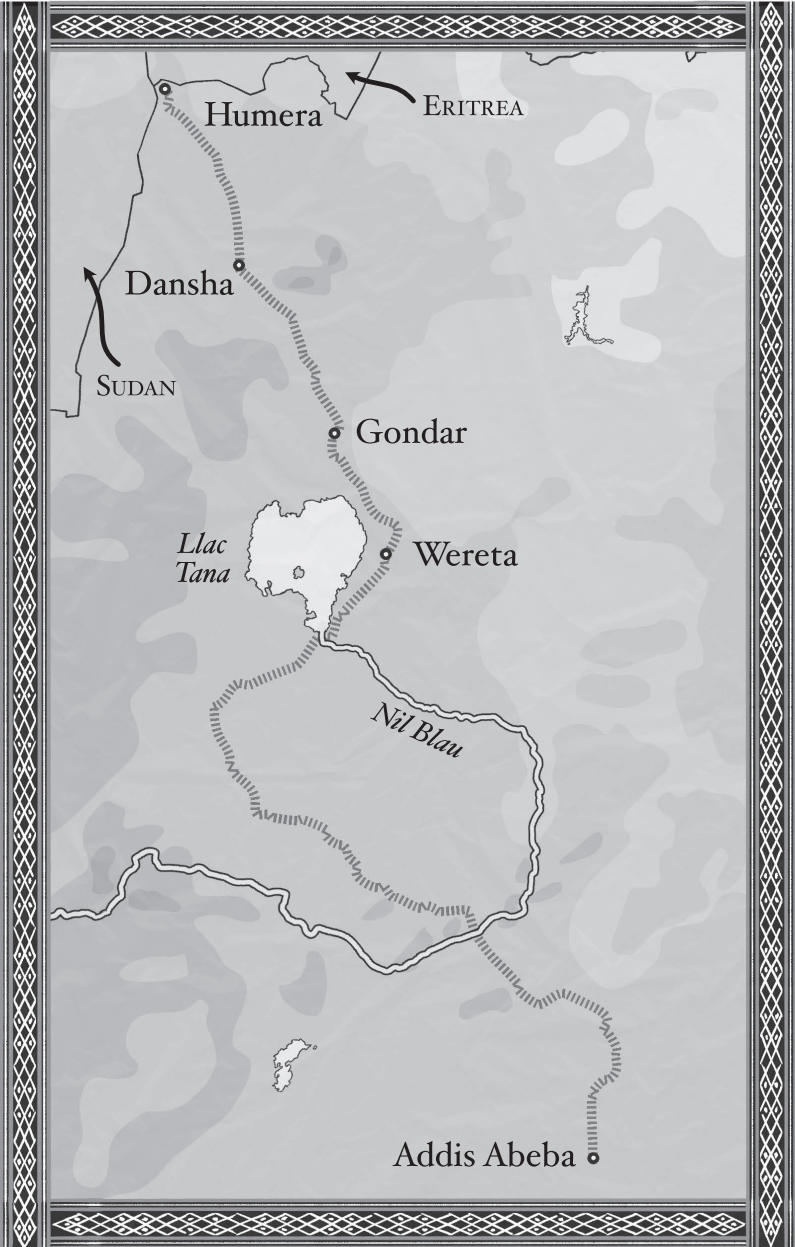 Humera
ERITREA
Dansha
SUDAN
Gondar
Llac
Tana
Wereta
Nil Blau
Addis Abeba